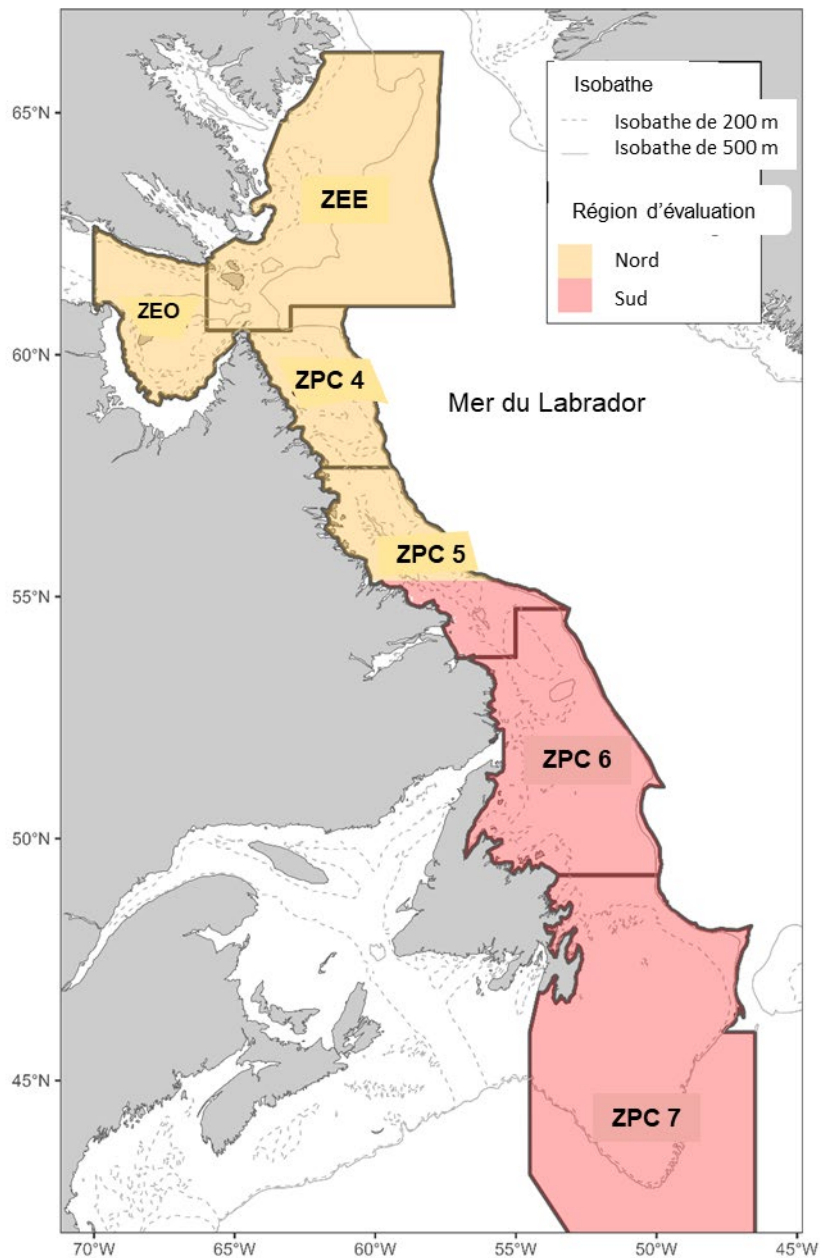 65°N
60°N
55°N
50°N
45°N
Isobathe
Isobathe de 200 m
Isobathe de 500 m
Région d'évaluation
Nord
Sud
ZEE
ZEO
ZPC 4
Mer du Labrador
ZPC 5
ZPC 6
ZPC 7
70°W 65°W 60°W 55°W 50°W 45°W